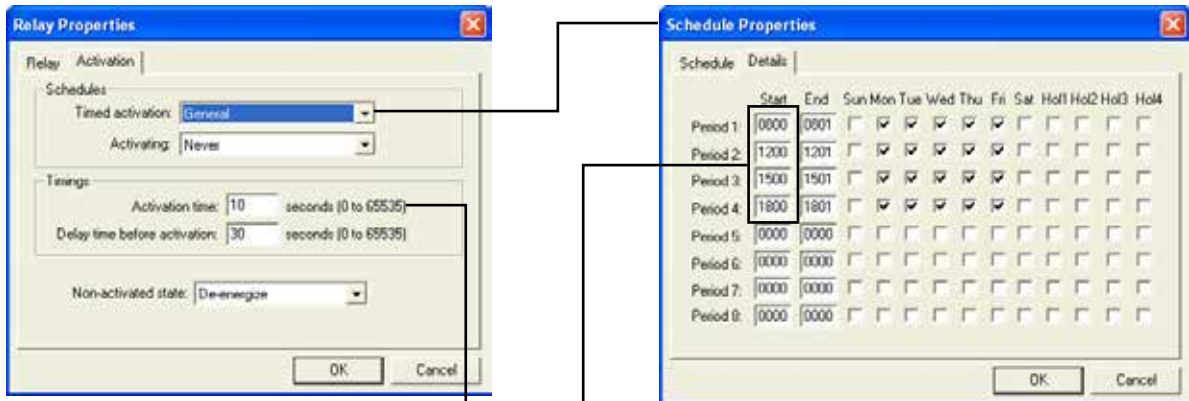 Relay Properties
Relay Activation
Schedules
Timed activation: General
Activating: Never
Timings
Activation time: 10 seconds (0 to 65535)
Delay time before activation: 30 seconds (0 to 65535)
Non-activated state: De-energize
OK Cancel
Schedule Properties
Schedule Details
Start End Sun Mon Tue Wed Thu Fri Sat Hol1 Hol2 Hol3 Hol4
Period 1: 0800 0801
Period 2: 1200 1201
Period 3: 1500 1501
Period 4: 1800 1801
Period 5: 0000 0000
Period 6: 0000 0000
Period 7: 0000 0000
Period 8: 0000 0000
OK Cancel